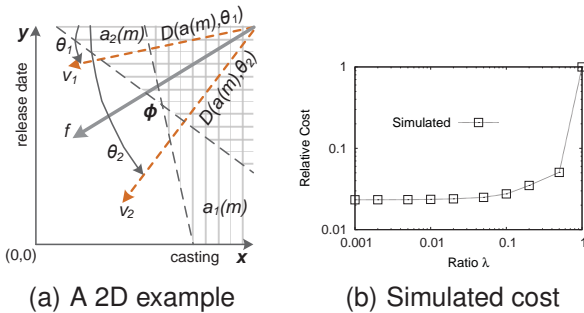 y
release date
θ1
a2(m)
D(a(m),θ1)
v1
D(a(m),θ2)
f
ϕ
θ2
v2
a1(m)
(0,0)
casting
x
(a) A 2D example
Relative Cost
1
0.1
0.01
Simulated
0.001
0.01
0.1
1
Ratio λ
(b) Simulated cost